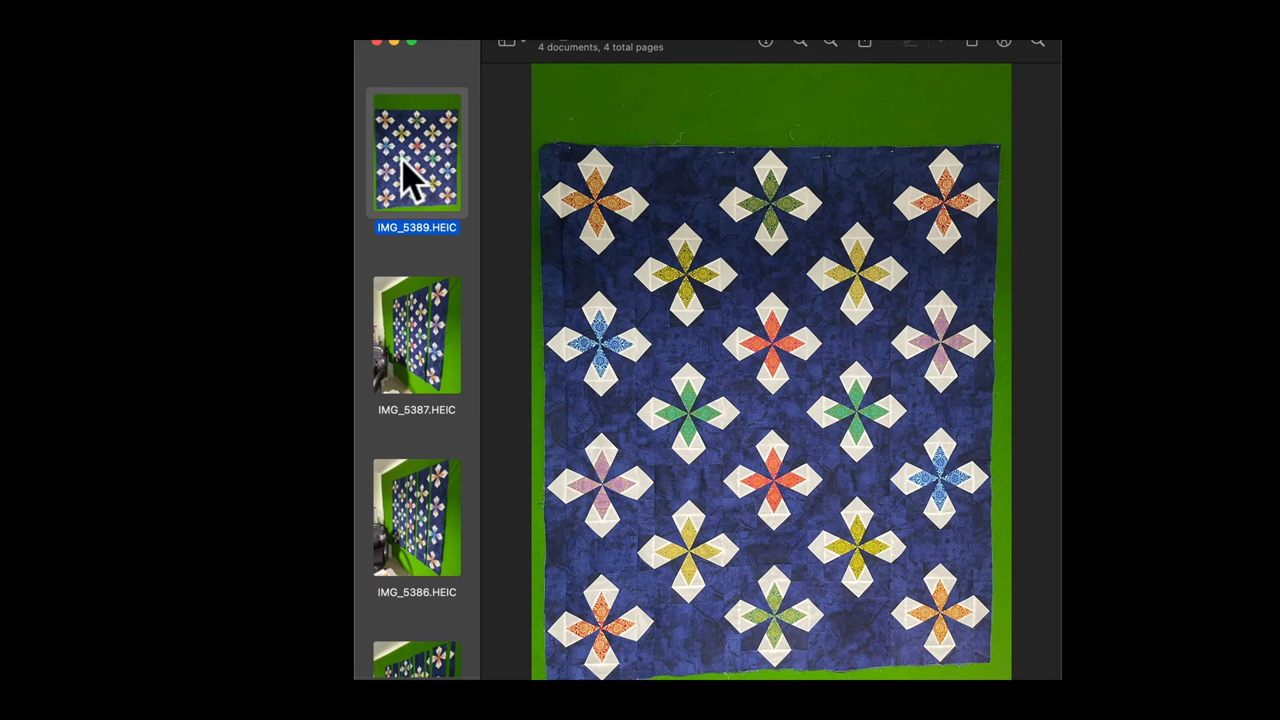 4 documents, 4 total pages
IMG_5389.HEIC
IMG_5387.HEIC
IMG_5386.HEIC